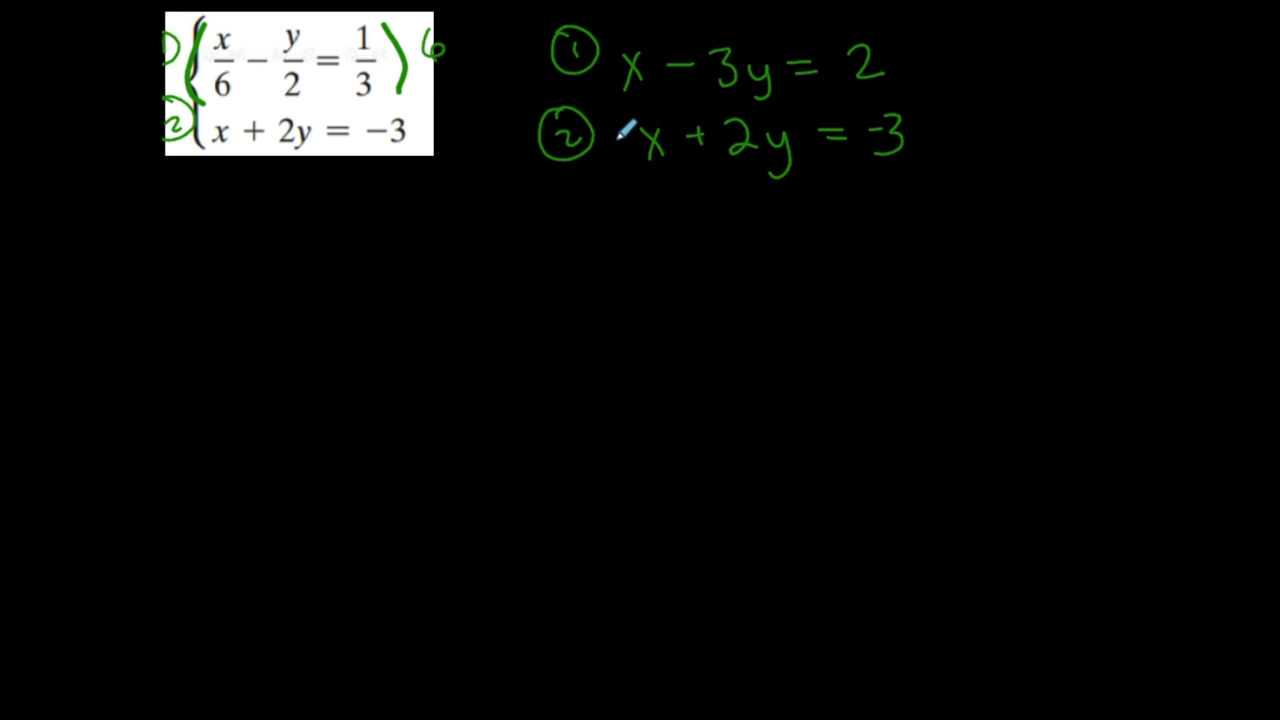 ① ( x/6 − y/2 = 1/3 ) 6
② x + 2y = −3
① x − 3y = 2
② x + 2y = −3